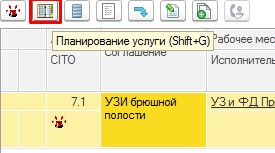 Планирование услуги (Shift+G)
Рабочее мес
CITO
Соглашение
Исполнитель
7.1
УЗИ брюшной
полости
УЗ и ФД Пр